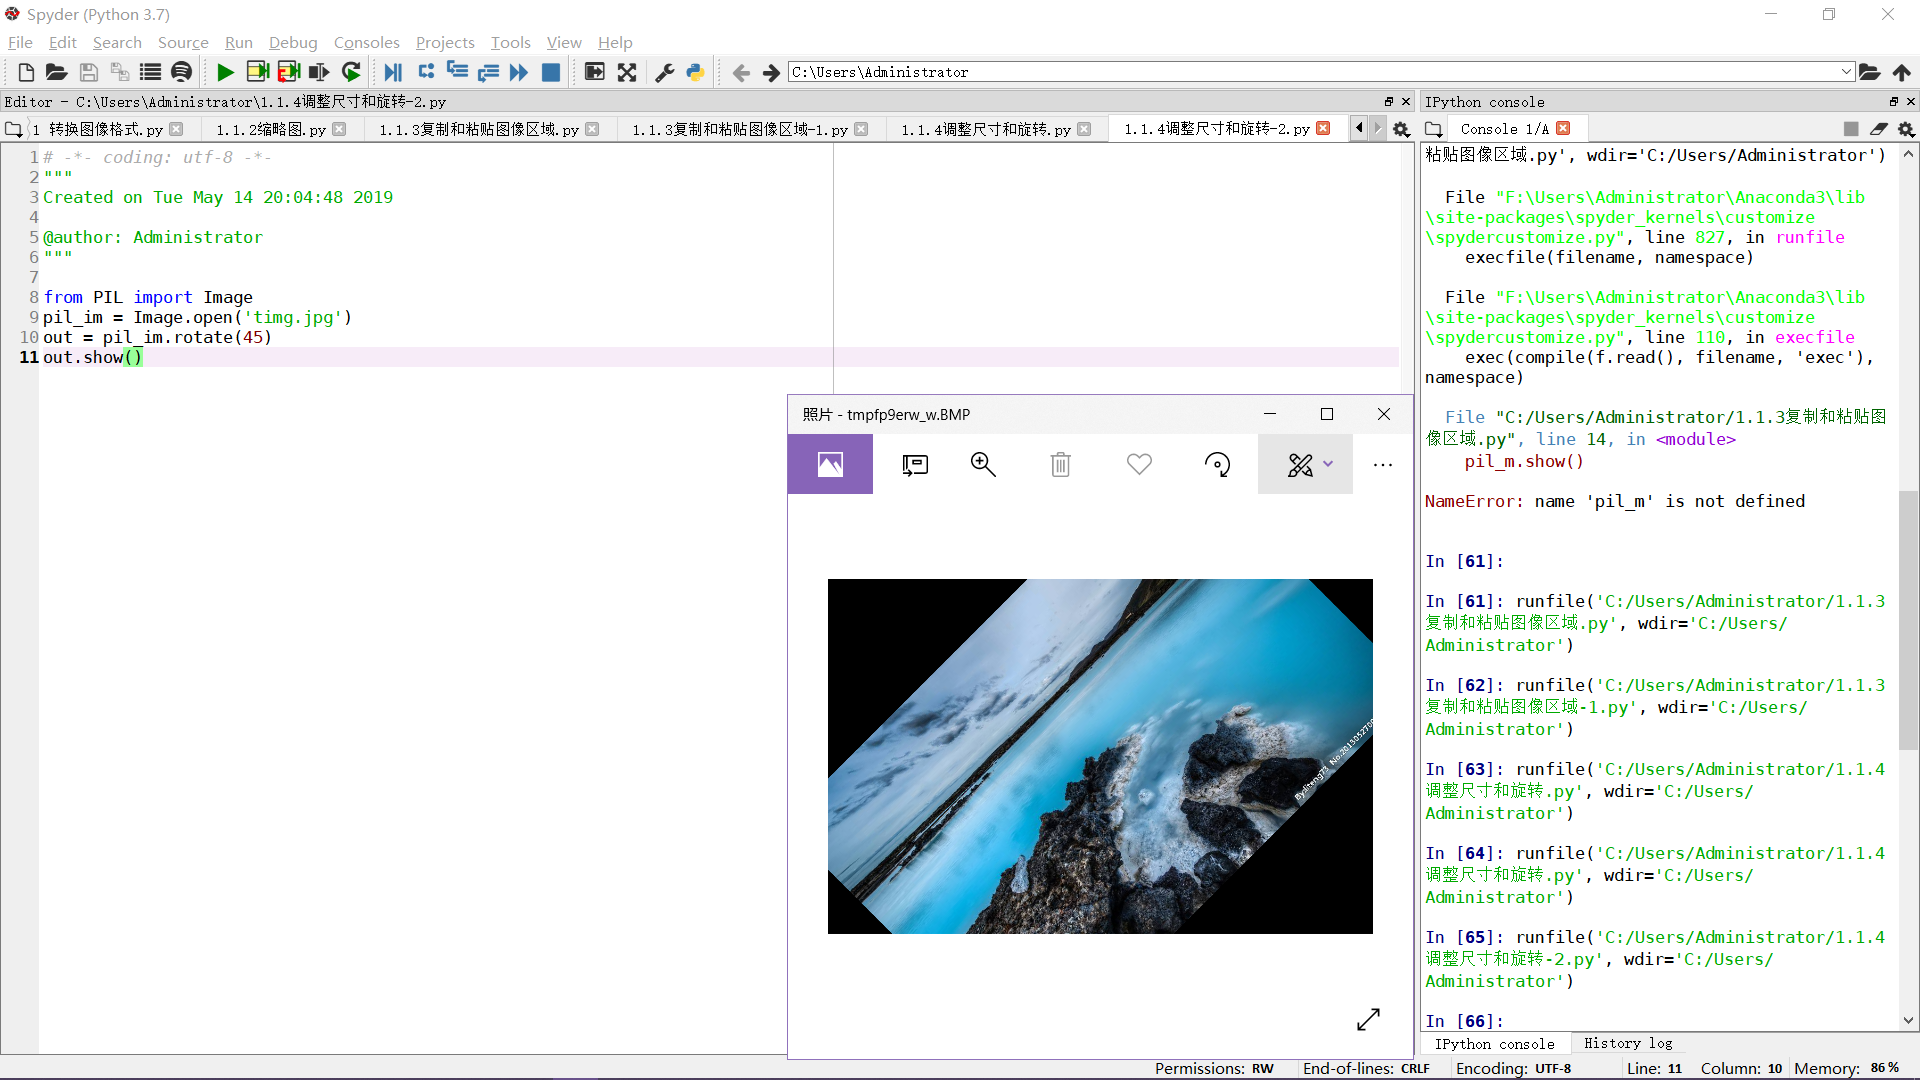 Spyder (Python 3.7)
File Edit Search Source Run Debug Consoles Projects Tools View Help
C:\Users\Administrator
Editor - C:\Users\Administrator\1.1.4调整尺寸和旋转-2.py
1 转换图像格式.py 1.1.2缩略图.py 1.1.3复制和粘贴图像区域.py 1.1.3复制和粘贴图像区域-1.py 1.1.4调整尺寸和旋转.py 1.1.4调整尺寸和旋转-2.py
1 # -*- coding: utf-8 -*-
2 """
3 Created on Tue May 14 20:04:48 2019
4
5 @author: Administrator
6 """
7
8 from PIL import Image
9 pil_im = Image.open('timg.jpg')
10 out = pil_im.rotate(45)
11 out.show()
照片 - tmpfp9erw_w.BMP
IPython console
Console 1/A
粘贴图像区域.py', wdir='C:/Users/Administrator')
File "F:\Users\Administrator\Anaconda3\lib
\site-packages\spyder_kernels\customize
\spydercustomize.py", line 827, in runfile
execfile(filename, namespace)
File "F:\Users\Administrator\Anaconda3\lib
\site-packages\spyder_kernels\customize
\spydercustomize.py", line 110, in execfile
exec(compile(f.read(), filename, 'exec'),
namespace)
File "C:/Users/Administrator/1.1.3复制和粘贴图
像区域.py", line 14, in <module>
pil_m.show()
NameError: name 'pil_m' is not defined
In [61]:
In [61]: runfile('C:/Users/Administrator/1.1.3
复制和粘贴图像区域.py', wdir='C:/Users/
Administrator')
In [62]: runfile('C:/Users/Administrator/1.1.3
复制和粘贴图像区域-1.py', wdir='C:/Users/
Administrator')
In [63]: runfile('C:/Users/Administrator/1.1.4
调整尺寸和旋转.py', wdir='C:/Users/
Administrator')
In [64]: runfile('C:/Users/Administrator/1.1.4
调整尺寸和旋转.py', wdir='C:/Users/
Administrator')
In [65]: runfile('C:/Users/Administrator/1.1.4
调整尺寸和旋转-2.py', wdir='C:/Users/
Administrator')
In [66]:
IPython console History log
Permissions: RW End-of-lines: CRLF Encoding: UTF-8 Line: 11 Column: 10 Memory: 86 %